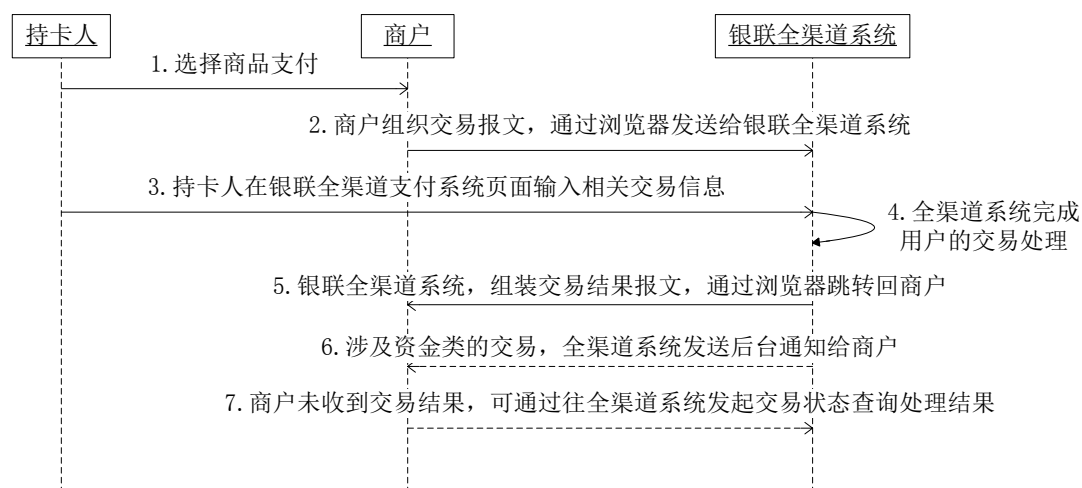 持卡人
商户
银联全渠道系统
1.选择商品支付
2.商户组织交易报文，通过浏览器发送给银联全渠道系统
3.持卡人在银联全渠道支付系统页面输入相关交易信息
4.全渠道系统完成
用户的交易处理
5.银联全渠道系统，组装交易结果报文，通过浏览器跳转回商户
6.涉及资金类的交易，全渠道系统发送后台通知给商户
7.商户未收到交易结果，可通过往全渠道系统发起交易状态查询处理结果